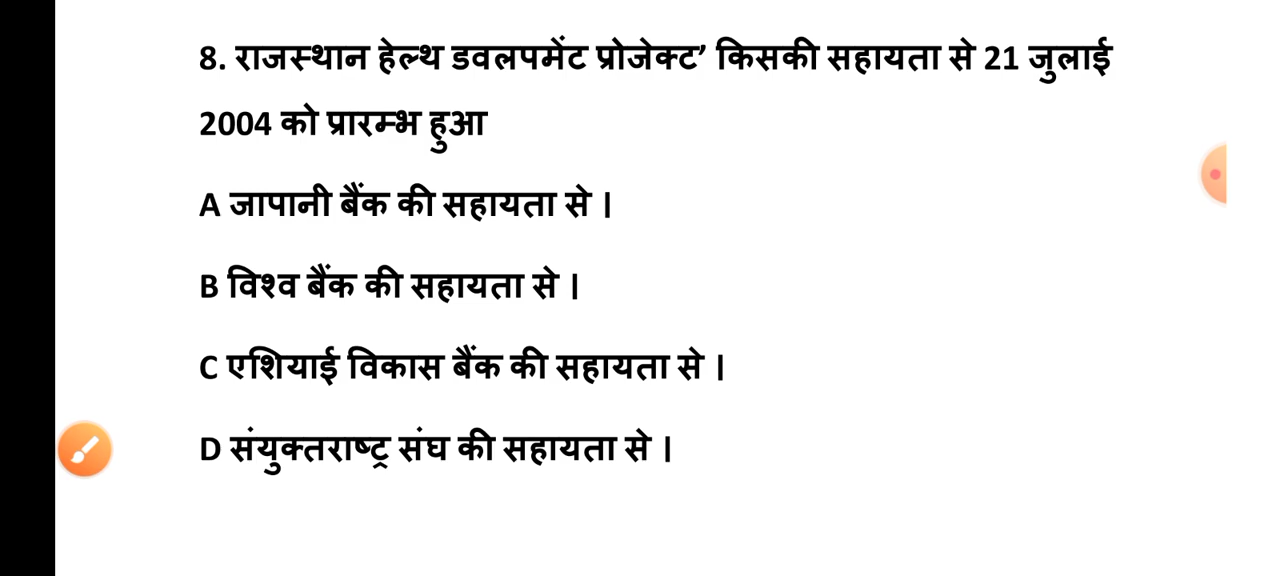 8. राजस्थान हेल्थ डवलपमेंट प्रोजेक्ट’ किसकी सहायता से 21 जुलाई
2004 को प्रारम्भ हुआ
A जापानी बैंक की सहायता से ।
B विश्व बैंक की सहायता से ।
C एशियाई विकास बैंक की सहायता से ।
D संयुक्तराष्ट्र संघ की सहायता से ।